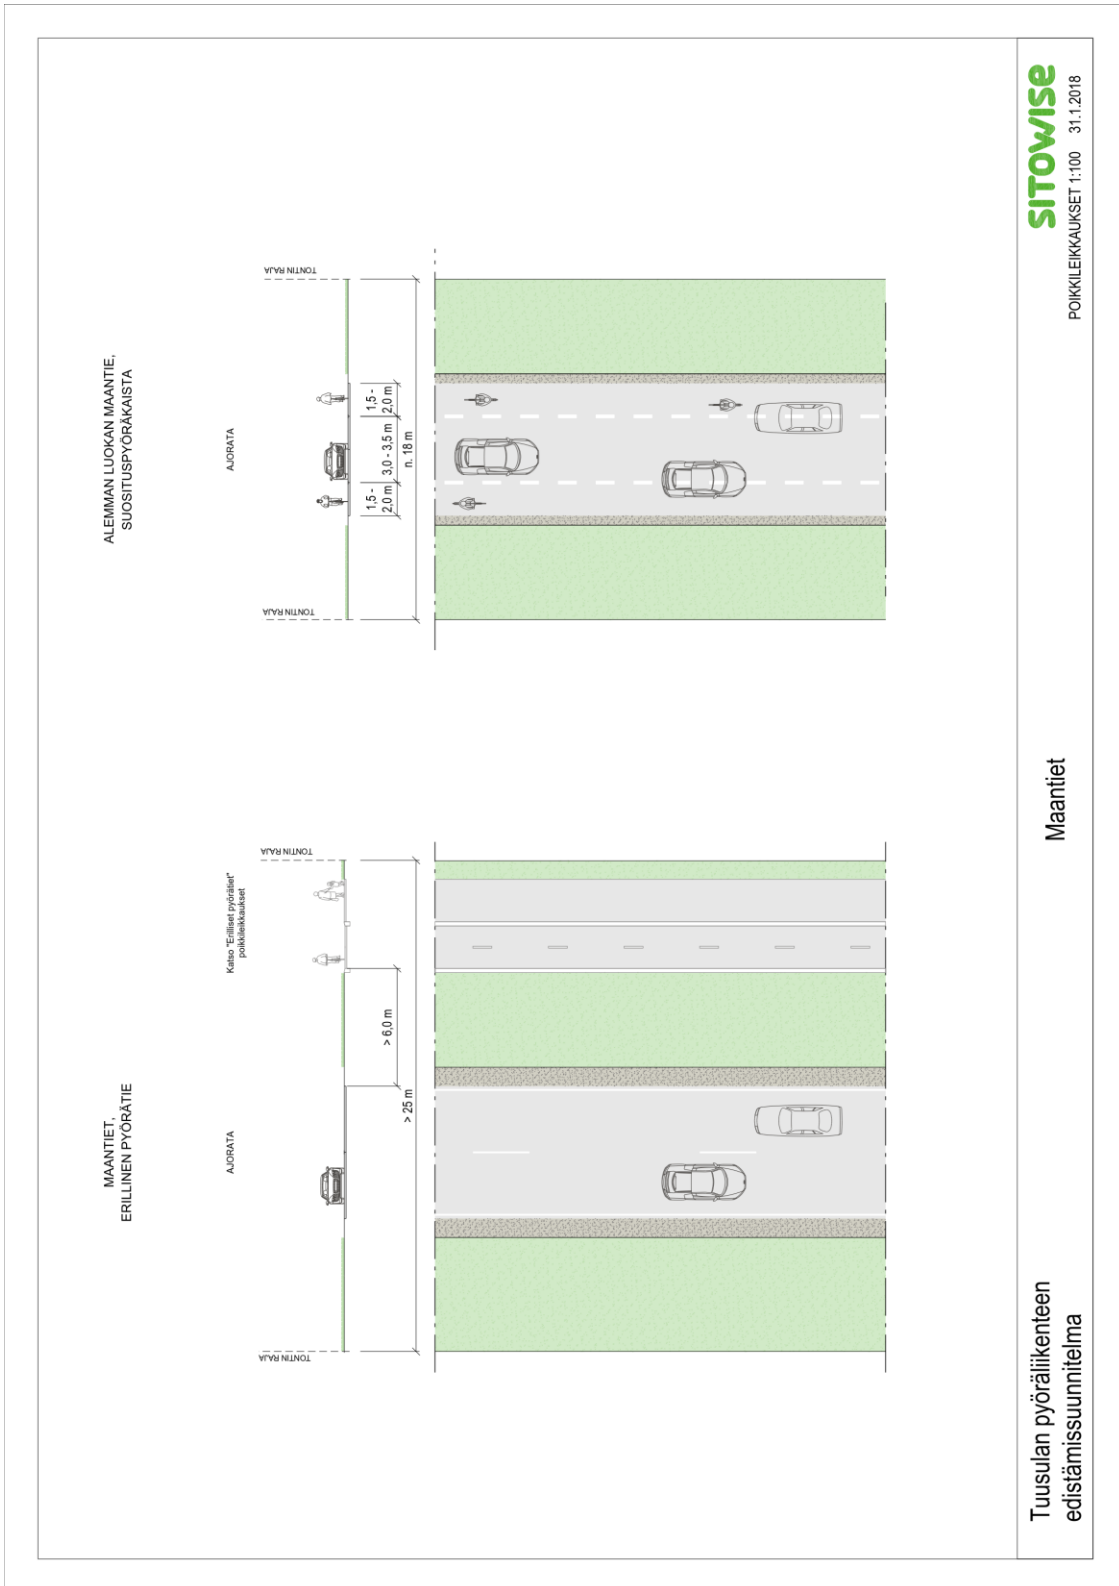 MAANTIET,
ERILLINEN PYÖRÄTIE
AJORATA
Katso "Erilliset pyörätiet"
poikkileikkaukset
TONTIN RAJA
TONTIN RAJA
> 6,0 m
> 25 m
ALEMMAN LUOKAN MAANTIE,
SUOSITUSPYÖRÄKAISTA
AJORATA
TONTIN RAJA
TONTIN RAJA
1,5 -
2,0 m
3,0 - 3,5 m
1,5 -
2,0 m
n. 18 m
Tuusulan pyöräliikenteen
edistämissuunnitelma
Maantiet
SITOWISE
POIKKILEIKKAUKSET 1:100 31.1.2018